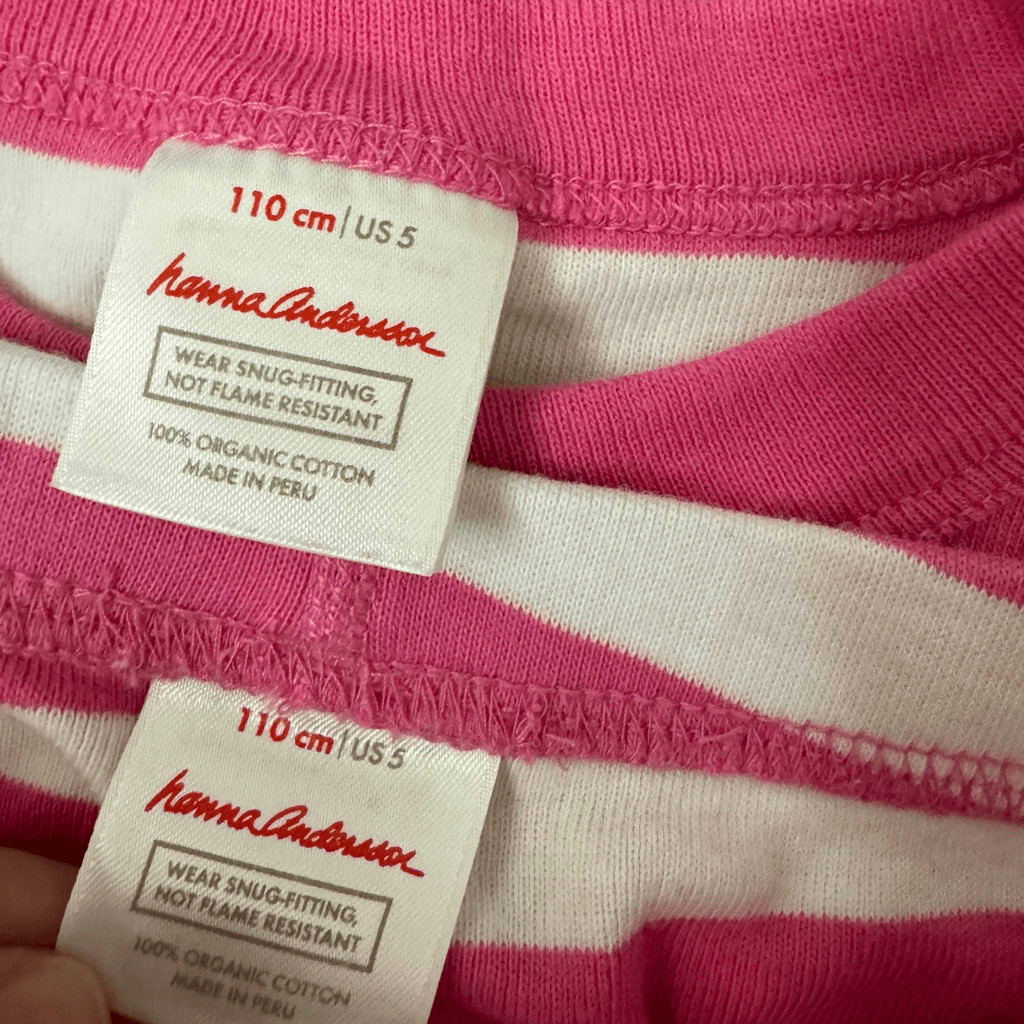 110 cm | US 5
hanna Andersson
WEAR SNUG-FITTING,
NOT FLAME RESISTANT
100% ORGANIC COTTON
MADE IN PERU
110 cm | US 5
hanna Andersson
WEAR SNUG-FITTING,
NOT FLAME RESISTANT
100% ORGANIC COTTON
MADE IN PERU